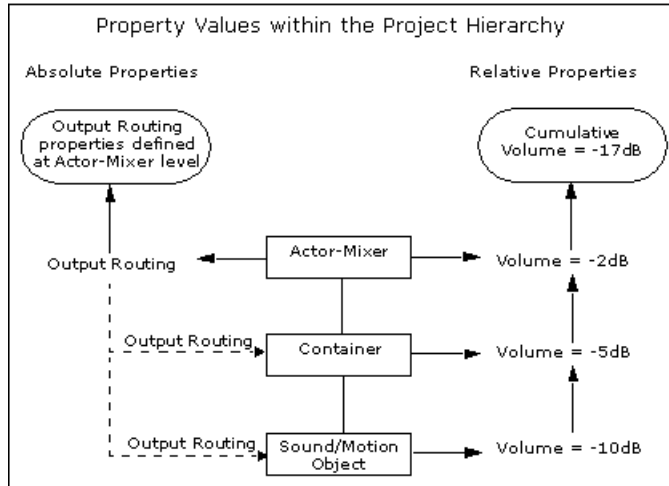 Property Values within the Project Hierarchy
Absolute Properties
Relative Properties
Output Routing
properties defined
at Actor-Mixer level
Cumulative
Volume = -17dB
Output Routing
Actor-Mixer
Volume = -2dB
Output Routing
Container
Volume = -5dB
Output Routing
Sound/Motion
Object
Volume = -10dB